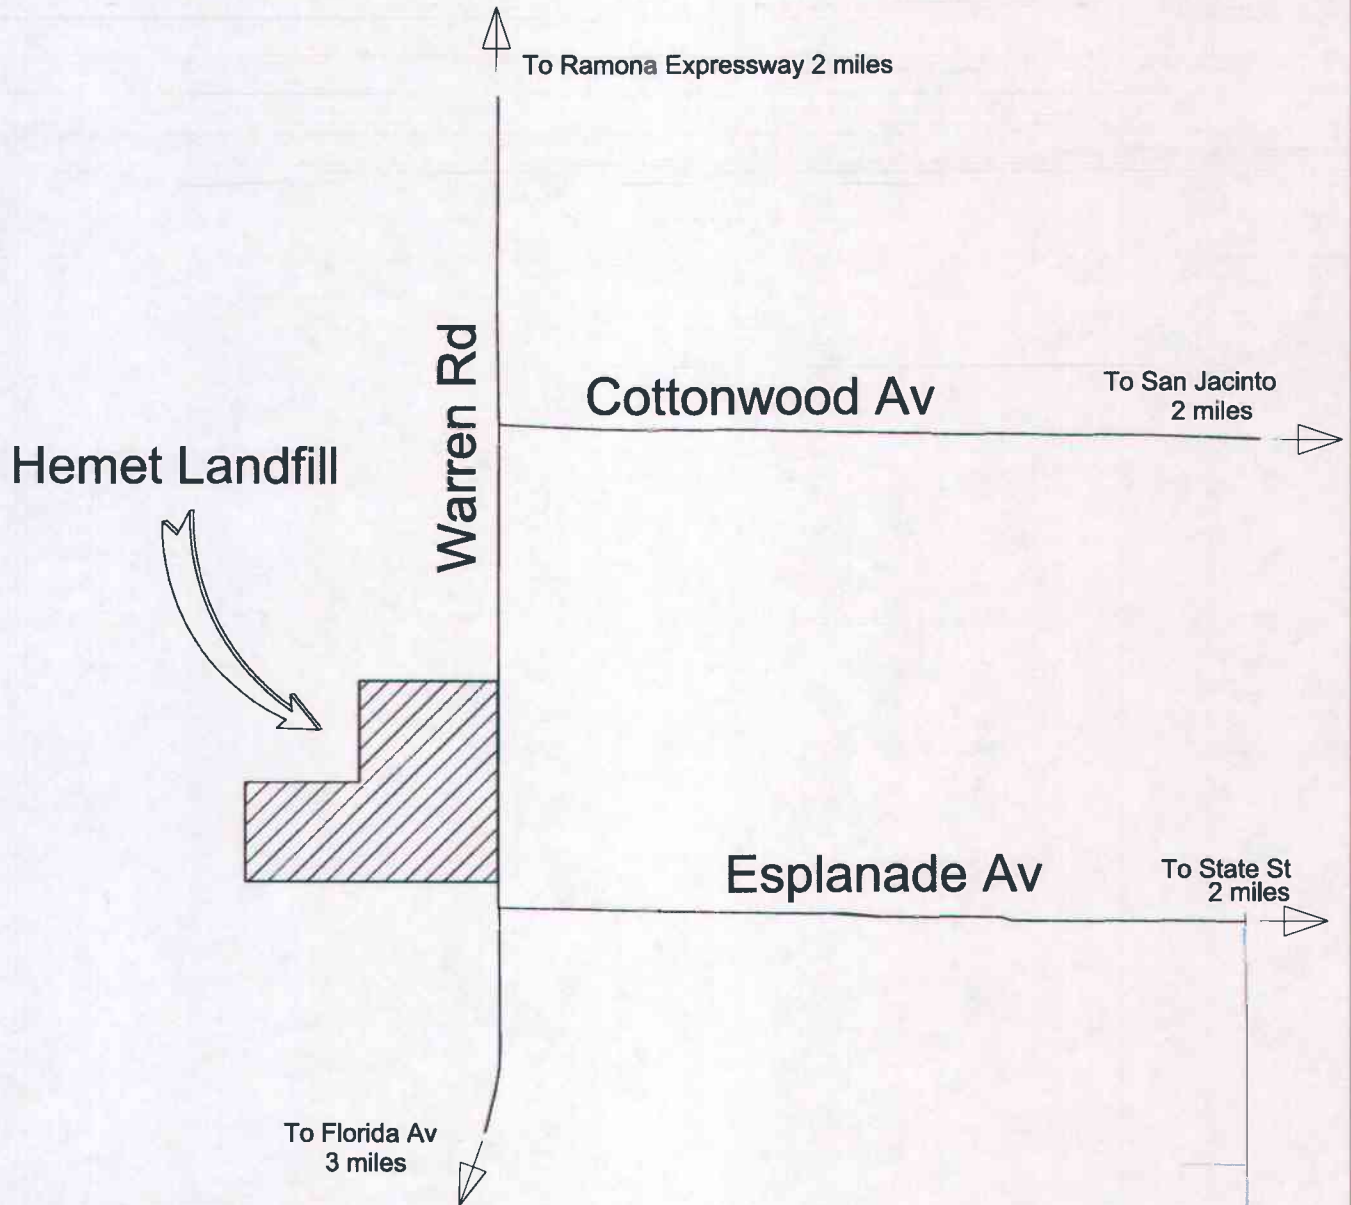 To Ramona Expressway 2 miles
Warren Rd
Cottonwood Av
To San Jacinto
2 miles
Hemet Landfill
Esplanade Av
To State St
2 miles
To Florida Av
3 miles